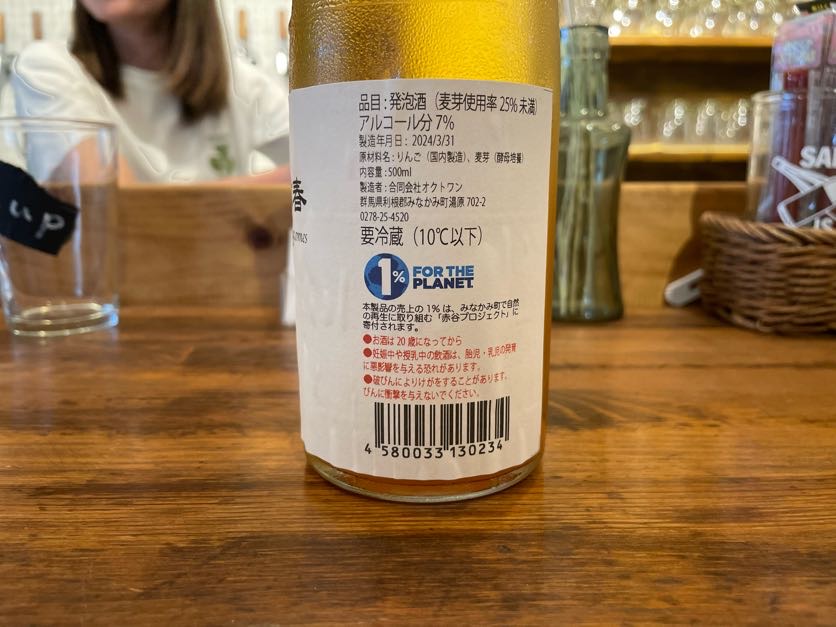 品目：発泡酒（麦芽使用率 25% 未満）
アルコール分 7%
製造年月日：2024/3/31
原材料名：りんご（国内製造）、麦芽（酵母培養）
内容量：500ml
製造者：合同会社オクトワン
群馬県利根郡みなかみ町湯原 702-2
0278-25-4520
要冷蔵（10℃以下）
1%
FOR THE
PLANET
本製品の売上の 1% は、みなかみ町で自然
の再生に取り組む「赤谷プロジェクト」に
寄付されます。
●お酒は 20 歳になってから
●妊娠中や授乳中の飲酒は、胎児・乳児の発育
に悪影響を与える恐れがあります。
●破びんによりけがをすることがあります。
びんに衝撃を与えないでください。
4 580033 130234
春
up
SA